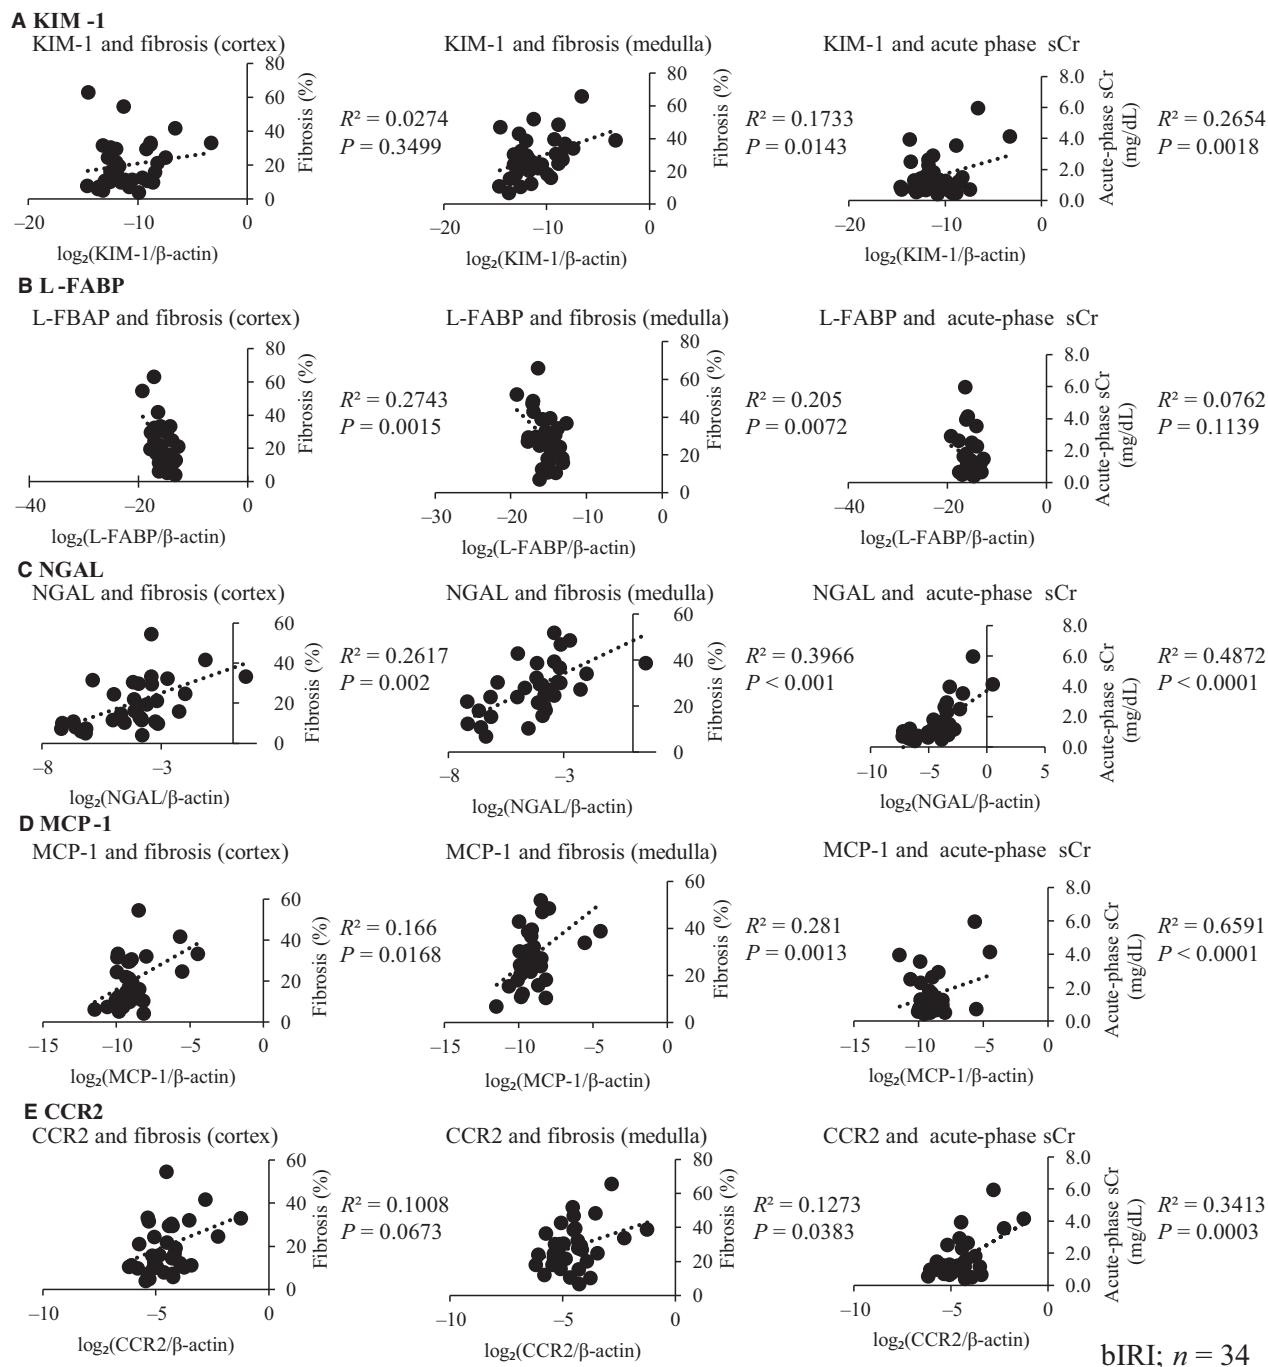 A KIM -1
KIM-1 and fibrosis (cortex)
80
60
40
20
0
Fibrosis (%)
−20
−10
0
log₂(KIM-1/β-actin)
R² = 0.0274
P = 0.3499
KIM-1 and fibrosis (medulla)
80
60
40
20
0
Fibrosis (%)
−20
−10
0
log₂(KIM-1/β-actin)
R² = 0.1733
P = 0.0143
KIM-1 and acute phase sCr
8.0
6.0
4.0
2.0
0.0
Acute-phase sCr
(mg/dL)
−20
−10
0
log₂(KIM-1/β-actin)
R² = 0.2654
P = 0.0018
B L -FABP
L-FBAP and fibrosis (cortex)
80
60
40
20
0
Fibrosis (%)
−40
−20
0
log₂(L-FABP/β-actin)
R² = 0.2743
P = 0.0015
L-FABP and fibrosis (medulla)
80
60
40
20
0
Fibrosis (%)
−30
−20
−10
0
log₂(L-FABP/β-actin)
R² = 0.205
P = 0.0072
L-FABP and acute-phase sCr
8.0
6.0
4.0
2.0
0.0
Acute-phase sCr
(mg/dL)
−40
−20
0
log₂(L-FABP/β-actin)
R² = 0.0762
P = 0.1139
C NGAL
NGAL and fibrosis (cortex)
60
40
20
0
Fibrosis (%)
−8
−3
log₂(NGAL/β-actin)
R² = 0.2617
P = 0.002
NGAL and fibrosis (medulla)
60
40
20
0
Fibrosis (%)
−8
−3
log₂(NGAL/β-actin)
R² = 0.3966
P < 0.001
NGAL and acute-phase sCr
8.0
6.0
4.0
2.0
0.0
Acute-phase sCr
(mg/dL)
−10
−5
0
5
log₂(NGAL/β-actin)
R² = 0.4872
P < 0.0001
D MCP-1
MCP-1 and fibrosis (cortex)
60
40
20
0
Fibrosis (%)
−15
−10
−5
0
log₂(MCP-1/β-actin)
R² = 0.166
P = 0.0168
MCP-1 and fibrosis (medulla)
60
40
20
0
Fibrosis (%)
−15
−10
−5
0
log₂(MCP-1/β-actin)
R² = 0.281
P = 0.0013
MCP-1 and acute-phase sCr
8.0
6.0
4.0
2.0
0.0
Acute-phase sCr
(mg/dL)
−15
−10
−5
0
log₂(MCP-1/β-actin)
R² = 0.6591
P < 0.0001
E CCR2
CCR2 and fibrosis (cortex)
60
40
20
0
Fibrosis (%)
−10
−5
0
log₂(CCR2/β-actin)
R² = 0.1008
P = 0.0673
CCR2 and fibrosis (medulla)
80
60
40
20
0
Fibrosis (%)
−10
−5
0
log₂(CCR2/β-actin)
R² = 0.1273
P = 0.0383
CCR2 and acute-phase sCr
8.0
6.0
4.0
2.0
0.0
Acute-phase sCr
(mg/dL)
−10
−5
0
log₂(CCR2/β-actin)
R² = 0.3413
P = 0.0003
bIRI; n = 34